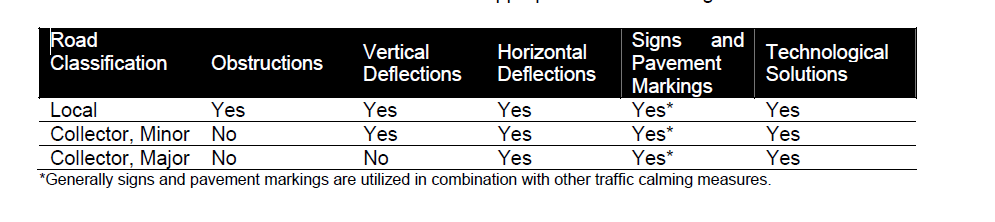 Road Classification Obstructions Vertical Deflections Horizontal Deflections Signs and Pavement Markings Technological Solutions
Local Yes Yes Yes Yes* Yes
Collector, Minor No Yes Yes Yes* Yes
Collector, Major No No Yes Yes* Yes
*Generally signs and pavement markings are utilized in combination with other traffic calming measures.